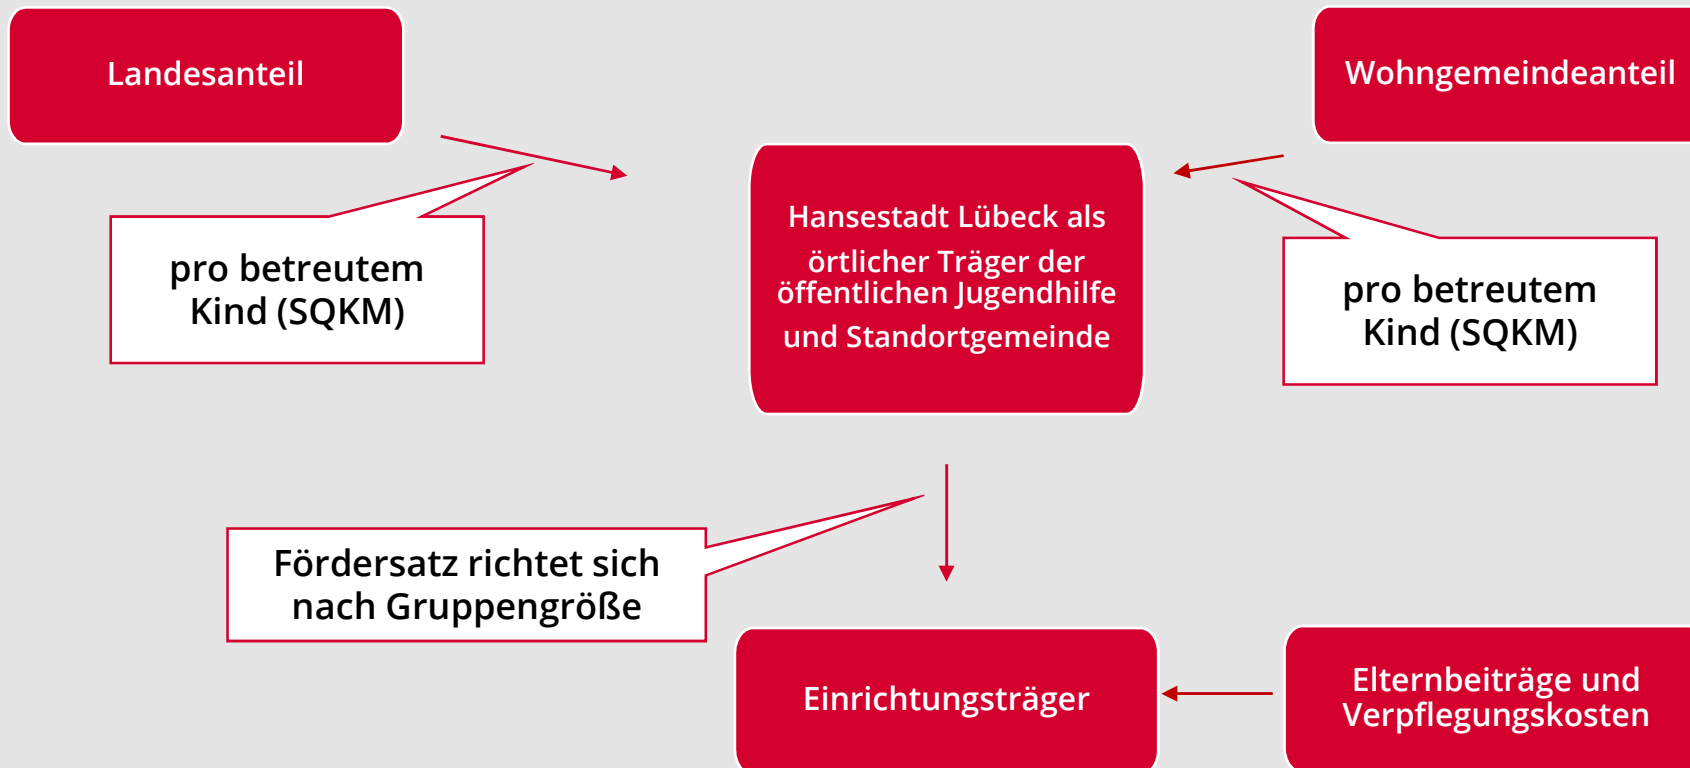 Landesanteil
Wohngemeindeanteil
Hansestadt Lübeck als
örtlicher Träger der
öffentlichen Jugendhilfe
und Standortgemeinde
pro betreutem
Kind (SQKM)
pro betreutem
Kind (SQKM)
Fördersatz richtet sich
nach Gruppengröße
Einrichtungsträger
Elternbeiträge und
Verpflegungskosten